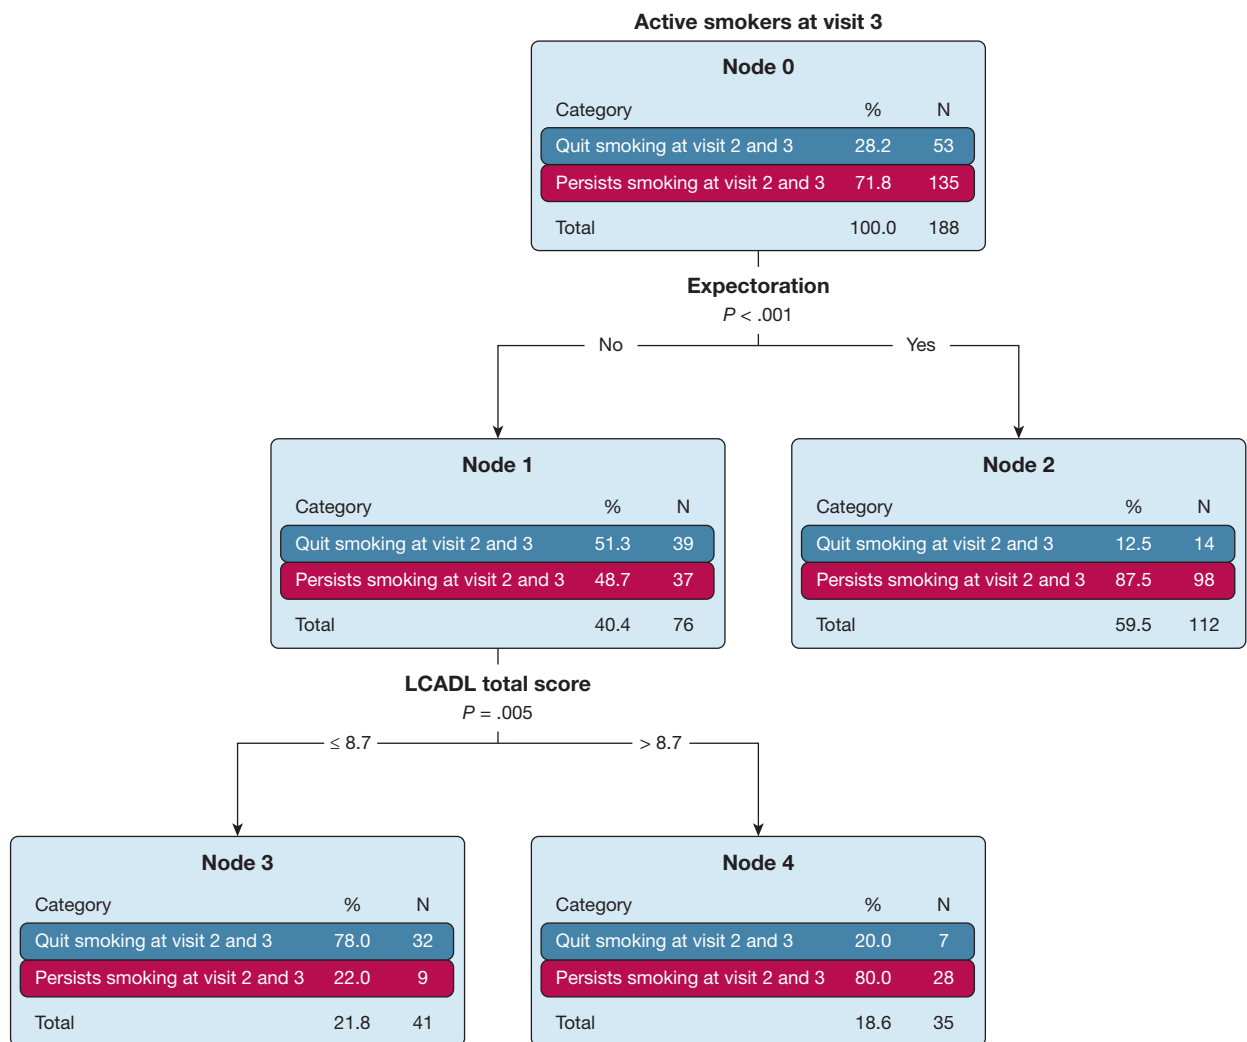 Active smokers at visit 3
Node 0
Category % N
Quit smoking at visit 2 and 3 28.2 53
Persists smoking at visit 2 and 3 71.8 135
Total 100.0 188
Expectoration
P < .001
No Yes
Node 1
Category % N
Quit smoking at visit 2 and 3 51.3 39
Persists smoking at visit 2 and 3 48.7 37
Total 40.4 76
Node 2
Category % N
Quit smoking at visit 2 and 3 12.5 14
Persists smoking at visit 2 and 3 87.5 98
Total 59.5 112
LCADL total score
P = .005
≤ 8.7 > 8.7
Node 3
Category % N
Quit smoking at visit 2 and 3 78.0 32
Persists smoking at visit 2 and 3 22.0 9
Total 21.8 41
Node 4
Category % N
Quit smoking at visit 2 and 3 20.0 7
Persists smoking at visit 2 and 3 80.0 28
Total 18.6 35